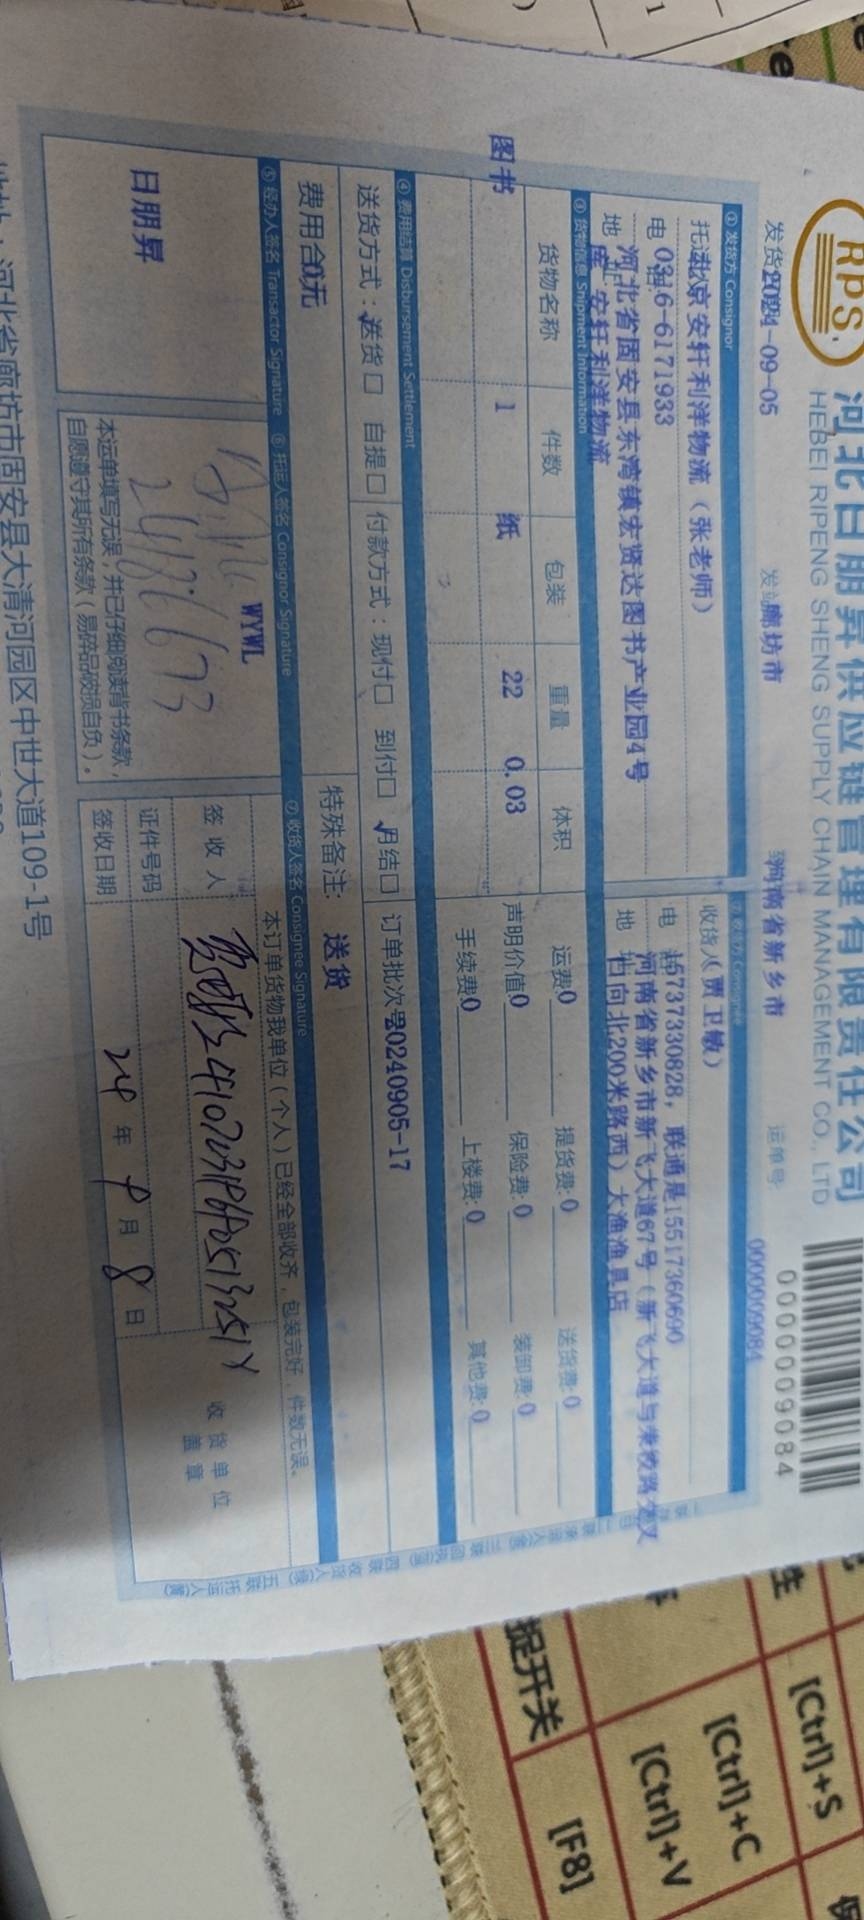 RPS
河北日朋昇供应链管理有限责任公司
HEBEI RIPENG SHENG SUPPLY CHAIN MANAGEMENT CO., LTD
0000009084
发货 2024-09-05
发站 廊坊市
河南省新乡市
运单号:
0000009084
① 发货方 Consignor
北京安轩利洋物流（张老师）
电 0316-6171933
河北省固安县东湾镇宏贤达图书产业园4号
地
安轩利洋物流
Consignee
收货人（贾卫敏）
电 15737330828，联通是15517360690
地 河南省新乡市新飞大道67号（新飞大道与荣校路交叉
口向北200米路西）大渔渔具店
③ 货物信息 Shipment Information
货物名称 件数 包装 重量 体积
图书 1 纸 22 0.03
运费0 提货费:0 送货费:0
声明价值0 保险费:0 装卸费:0
手续费0 上楼费:0 其他费:0
④ 费用结算 Disbursement Settlement
送货方式：送货□ 自提□ 付款方式：现付□ 到付□ 月结□ 订单批次号20240905-17
费用合0元
特殊备注: 送货
⑤ 经办人签名 Transactor Signature
⑥ 托运人签名 Consignor Signature
⑦ 收货人签名 Consignee Signature
日朋昇
WYWL
本运单填写无误，并已仔细阅读背书条款，
自愿遵守其所有条款（易碎品破损自负）。
本订单货物我单位（个人）已经全部收齐，包装完好，件数无误。
签收人
证件号码
签收日期 24 年 9 月 8 日
收货单位
盖章
河北省廊坊市固安县大清河园区中世大道109-1号
[Ctrl]+S
[Ctrl]+C
[Ctrl]+V
捉开关 [F8]